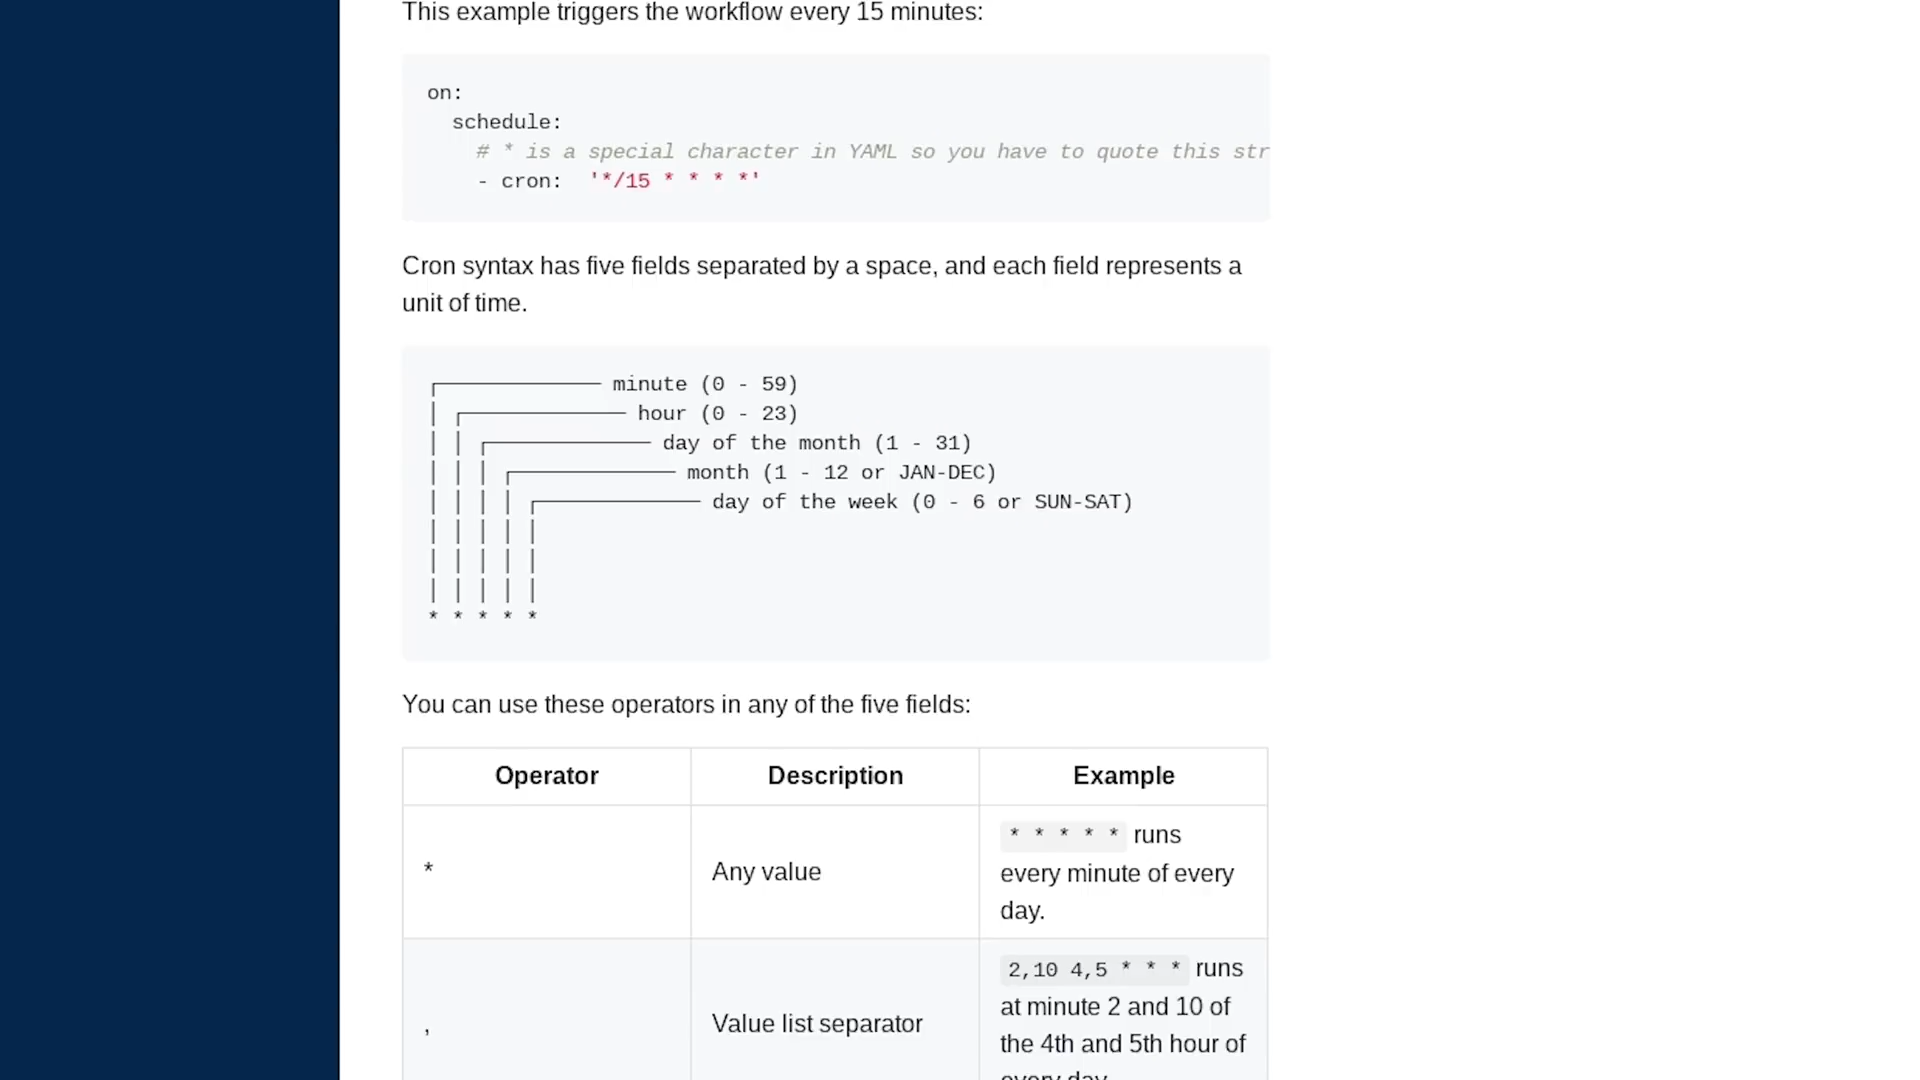 This example triggers the workflow every 15 minutes:
on:
  schedule:
    # * is a special character in YAML so you have to quote this str
    - cron:  '*/15 * * * *'
Cron syntax has five fields separated by a space, and each field represents a
unit of time.
minute (0 - 59)
hour (0 - 23)
day of the month (1 - 31)
month (1 - 12 or JAN-DEC)
day of the week (0 - 6 or SUN-SAT)
* * * * *
You can use these operators in any of the five fields:
Operator Description Example
* * * * * runs
* Any value every minute of every
day.
2,10 4,5 * * * runs
at minute 2 and 10 of
, Value list separator
the 4th and 5th hour of
every day.